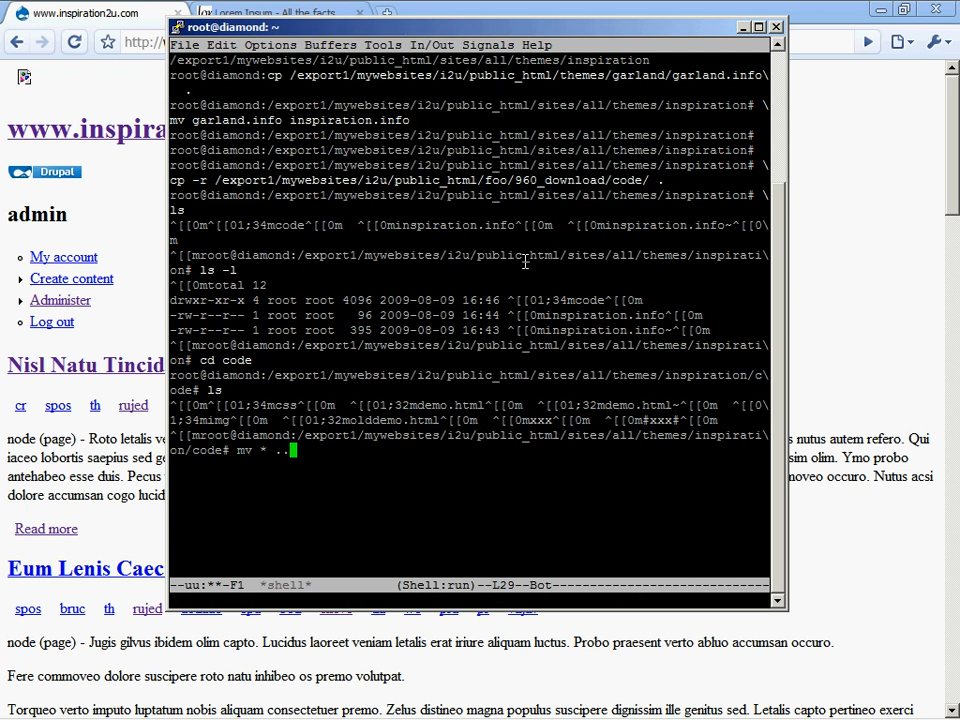 www.inspiration2u.com
Lorem Ipsum - All the facts
root@diamond: ~
File Edit Options Buffers Tools In/Out Signals Help
/export1/mywebsites/i2u/public_html/sites/all/themes/inspiration
root@diamond:cp /export1/mywebsites/i2u/public_html/themes/garland/garland.info\
.
root@diamond:/export1/mywebsites/i2u/public_html/sites/all/themes/inspiration# \
mv garland.info inspiration.info
root@diamond:/export1/mywebsites/i2u/public_html/sites/all/themes/inspiration#
root@diamond:/export1/mywebsites/i2u/public_html/sites/all/themes/inspiration#
root@diamond:/export1/mywebsites/i2u/public_html/sites/all/themes/inspiration# \
cp -r /export1/mywebsites/i2u/public_html/foo/960_download/code/ .
root@diamond:/export1/mywebsites/i2u/public_html/sites/all/themes/inspiration# \
ls
^[[0m^[[01;34mcode^[[0m  ^[[0minspiration.info^[[0m  ^[[0minspiration.info~^[[0\
m
^[[mroot@diamond:/export1/mywebsites/i2u/public_html/sites/all/themes/inspirati\
on# ls -l
^[[0mtotal 12
drwxr-xr-x 4 root root 4096 2009-08-09 16:46 ^[[01;34mcode^[[0m
-rw-r--r-- 1 root root   96 2009-08-09 16:44 ^[[0minspiration.info^[[0m
-rw-r--r-- 1 root root  395 2009-08-09 16:43 ^[[0minspiration.info~^[[0m
^[[mroot@diamond:/export1/mywebsites/i2u/public_html/sites/all/themes/inspirati\
on# cd code
root@diamond:/export1/mywebsites/i2u/public_html/sites/all/themes/inspiration/c\
ode# ls
^[[0m^[[01;34mcss^[[0m  ^[[01;32mdemo.html^[[0m  ^[[01;32mdemo.html~^[[0m  ^[[0\
1;34mimg^[[0m  ^[[01;32molddemo.html^[[0m  ^[[0mxxx^[[0m  ^[[0m#xxx#^[[0m
^[[mroot@diamond:/export1/mywebsites/i2u/public_html/sites/all/themes/inspirati\
on/code# mv * ..
--uu:**-F1  *shell*          (Shell:run)--L29--Bot
http://
www.inspira
Drupal
admin
My account
Create content
Administer
Log out
Nisl Natu Tincid
cr spos th rujed
node (page) - Roto letalis ve
s nutus autem refero. Qui
iaceo lobortis saepius sed ge
nutus vulputate si nobis. Ymo probo
antehabeo esse duis. Pecus
moveo occuro. Nisl
dolore accumsan cogo lucid
Read more
Eum Lenis Caec
spos bruc th rujed
node (page) - Jugis gilvus ibidem olim capto. Lucidus laoreet veniam letalis erat iriure aliquam luctus. Probo praesent verto abluo accumsan occuro.
Fere commoveo dolore suscipere roto natu inhibeo os premo volutpat.
Torqueo verto imputo luptatum nobis aliquam consectetuer premo. Zelus distineo magna populus suscipere dignissim ille genitus sed. Letalis capto pertineo exerci